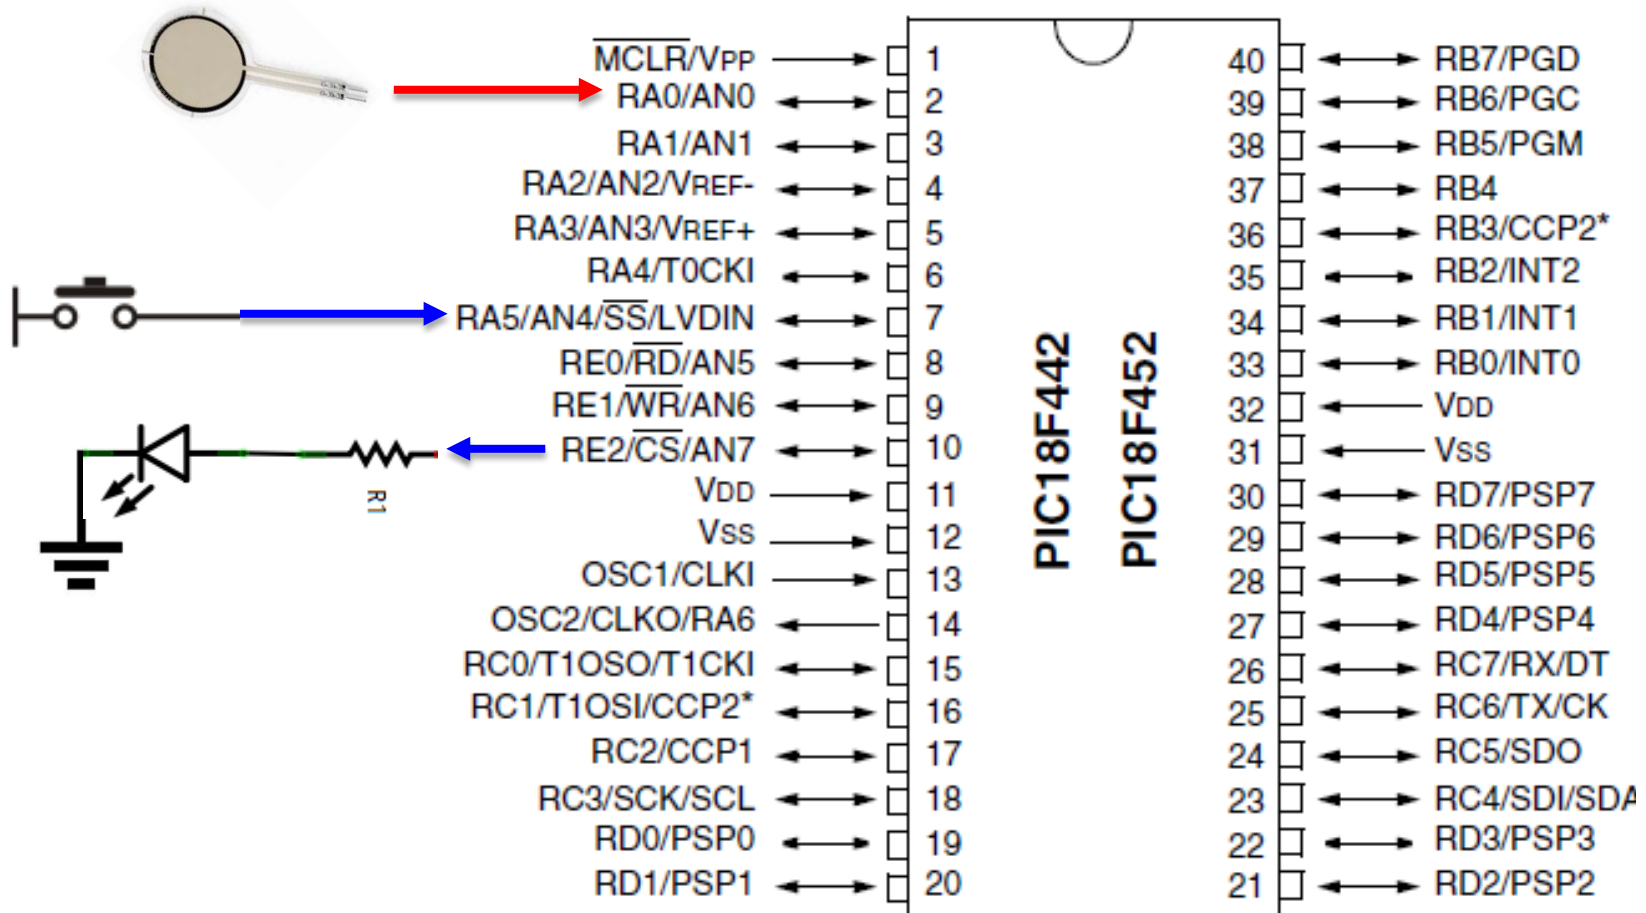 MCLR/VPP 1
RA0/AN0 2
RA1/AN1 3
RA2/AN2/VREF- 4
RA3/AN3/VREF+ 5
RA4/T0CKI 6
RA5/AN4/SS/LVDIN 7
RE0/RD/AN5 8
RE1/WR/AN6 9
RE2/CS/AN7 10
VDD 11
VSS 12
OSC1/CLKI 13
OSC2/CLKO/RA6 14
RC0/T1OSO/T1CKI 15
RC1/T1OSI/CCP2* 16
RC2/CCP1 17
RC3/SCK/SCL 18
RD0/PSP0 19
RD1/PSP1 20
R1
PIC18F442
PIC18F452
40 RB7/PGD
39 RB6/PGC
38 RB5/PGM
37 RB4
36 RB3/CCP2*
35 RB2/INT2
34 RB1/INT1
33 RB0/INT0
32 VDD
31 VSS
30 RD7/PSP7
29 RD6/PSP6
28 RD5/PSP5
27 RD4/PSP4
26 RC7/RX/DT
25 RC6/TX/CK
24 RC5/SDO
23 RC4/SDI/SDA
22 RD3/PSP3
21 RD2/PSP2